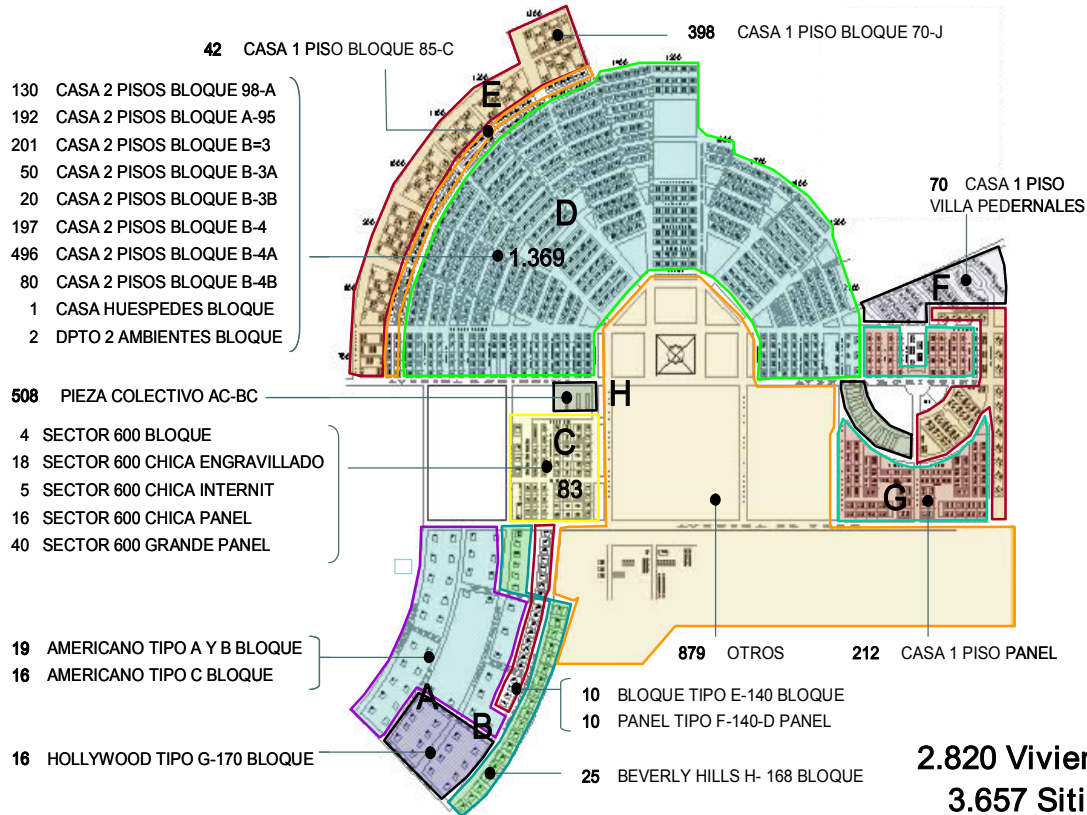 42 CASA 1 PISO BLOQUE 85-C
398 CASA 1 PISO BLOQUE 70-J
130 CASA 2 PISOS BLOQUE 98-A
192 CASA 2 PISOS BLOQUE A-95
201 CASA 2 PISOS BLOQUE B=3
50 CASA 2 PISOS BLOQUE B-3A
20 CASA 2 PISOS BLOQUE B-3B
197 CASA 2 PISOS BLOQUE B-4
496 CASA 2 PISOS BLOQUE B-4A
80 CASA 2 PISOS BLOQUE B-4B
1 CASA HUESPEDES BLOQUE
2 DPTO 2 AMBIENTES BLOQUE
E
D
1.369
70 CASA 1 PISO
VILLA PEDERNALES
F
508 PIEZA COLECTIVO AC-BC
H
4 SECTOR 600 BLOQUE
18 SECTOR 600 CHICA ENGRAVILLADO
5 SECTOR 600 CHICA INTERNIT
16 SECTOR 600 CHICA PANEL
40 SECTOR 600 GRANDE PANEL
C
83
G
19 AMERICANO TIPO A Y B BLOQUE
16 AMERICANO TIPO C BLOQUE
A
B
16 HOLLYWOOD TIPO G-170 BLOQUE
879 OTROS
212 CASA 1 PISO PANEL
10 BLOQUE TIPO E-140 BLOQUE
10 PANEL TIPO F-140-D PANEL
25 BEVERLY HILLS H- 168 BLOQUE
2.820 Vivier
3.657 Siti